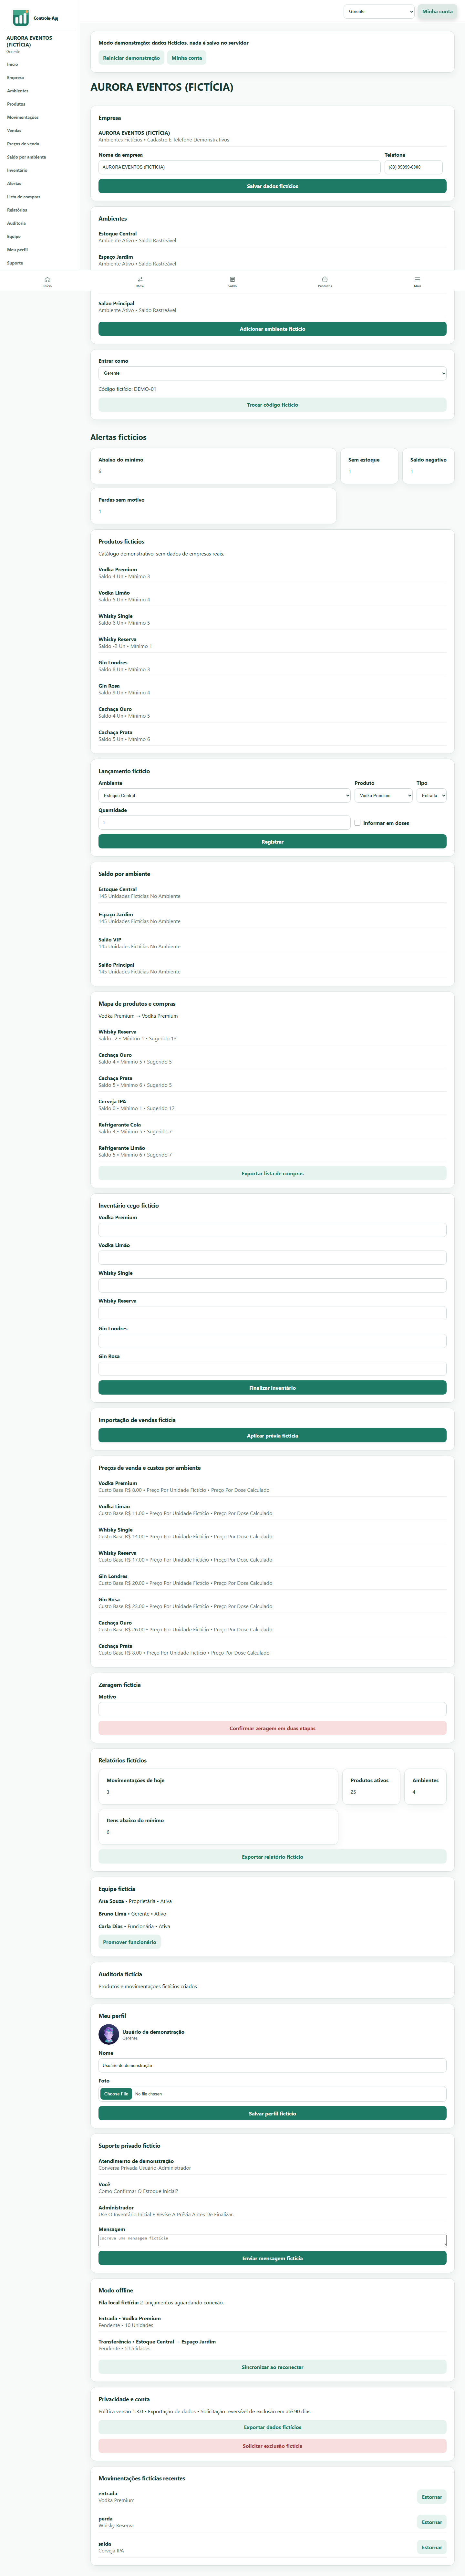 Controle-App
Gerente
Minha conta
AURORA EVENTOS
(FICTÍCIA)
Gerente
Início
Empresa
Ambientes
Produtos
Movimentações
Vendas
Preços de venda
Saldo por ambiente
Inventário
Alertas
Lista de compras
Relatórios
Auditoria
Equipe
Meu perfil
Suporte
Modo demonstração: dados fictícios, nada é salvo no servidor
Reiniciar demonstração
Minha conta
AURORA EVENTOS (FICTÍCIA)
Empresa
AURORA EVENTOS (FICTÍCIA)
Ambientes Fictícios • Cadastro E Telefone Demonstrativos
Nome da empresa
Telefone
AURORA EVENTOS (FICTÍCIA)
Salvar dados fictícios
Ambientes
Estoque Central
Ambiente Ativo • Saldo Rastreável
Espaço Jardim
Ambiente Ativo • Saldo Rastreável
Início
Mov.
Saldo
Produtos
Mais
Salão Principal
Ambiente Ativo • Saldo Rastreável
Adicionar ambiente fictício
Entrar como
Gerente
Código fictício: DEMO-01
Trocar código fictício
Alertas fictícios
Abaixo do mínimo
6
Sem estoque
1
Saldo negativo
1
Perdas sem motivo
1
Produtos fictícios
Catálogo demonstrativo, sem dados de empresas reais.
Vodka Premium
Saldo 4 Un • Mínimo 3
Vodka Limão
Saldo 5 Un • Mínimo 4
Whisky Single
Saldo 6 Un • Mínimo 5
Whisky Reserva
Saldo -2 Un • Mínimo 1
Gin Londres
Saldo 8 Un • Mínimo 3
Gin Rosa
Saldo 9 Un • Mínimo 4
Cachaça Ouro
Saldo 4 Un • Mínimo 5
Cachaça Prata
Saldo 5 Un • Mínimo 6
Lançamento fictício
Ambiente
Produto
Tipo
Estoque Central
Vodka Premium
Entrada
Quantidade
1
Informar em doses
Registrar
Saldo por ambiente
Estoque Central
145 Unidades Fictícias No Ambiente
Espaço Jardim
145 Unidades Fictícias No Ambiente
Salão VIP
145 Unidades Fictícias No Ambiente
Salão Principal
145 Unidades Fictícias No Ambiente
Mapa de produtos e compras
Vodka Premium → Vodka Premium
Whisky Reserva
Saldo -2 • Mínimo 1 • Sugerido 13
Cachaça Ouro
Saldo 4 • Mínimo 5 • Sugerido 5
Cachaça Prata
Saldo 5 • Mínimo 6 • Sugerido 5
Cerveja IPA
Saldo 0 • Mínimo 1 • Sugerido 12
Refrigerante Cola
Saldo 4 • Mínimo 5 • Sugerido 7
Refrigerante Limão
Saldo 5 • Mínimo 6 • Sugerido 7
Exportar lista de compras
Inventário cego fictício
Vodka Premium
Vodka Limão
Whisky Single
Whisky Reserva
Gin Londres
Gin Rosa
Finalizar inventário
Importação de vendas fictícia
Aplicar prévia fictícia
Preços de venda e custos por ambiente
Vodka Premium
Custo Base R$ 8.00 • Preço Por Unidade Fictício • Preço Por Dose Calculado
Vodka Limão
Custo Base R$ 11.00 • Preço Por Unidade Fictício • Preço Por Dose Calculado
Whisky Single
Custo Base R$ 14.00 • Preço Por Unidade Fictício • Preço Por Dose Calculado
Whisky Reserva
Custo Base R$ 17.00 • Preço Por Unidade Fictício • Preço Por Dose Calculado
Gin Londres
Custo Base R$ 20.00 • Preço Por Unidade Fictício • Preço Por Dose Calculado
Gin Rosa
Custo Base R$ 23.00 • Preço Por Unidade Fictício • Preço Por Dose Calculado
Cachaça Ouro
Custo Base R$ 26.00 • Preço Por Unidade Fictício • Preço Por Dose Calculado
Cachaça Prata
Custo Base R$ 8.00 • Preço Por Unidade Fictício • Preço Por Dose Calculado
Zeragem fictícia
Motivo
Confirmar zeragem em duas etapas
Relatórios fictícios
Movimentações de hoje
3
Produtos ativos
25
Ambientes
4
Itens abaixo do mínimo
6
Exportar relatório fictício
Equipe fictícia
Ana Souza • Proprietária • Ativa
Bruno Lima • Gerente • Ativo
Carla Dias • Funcionária • Ativa
Promover funcionário
Auditoria fictícia
Produtos e movimentações fictícios criados
Meu perfil
Usuário de demonstração
Gerente
Nome
Usuário de demonstração
Foto
Choose File
No file chosen
Salvar perfil fictício
Suporte privado fictício
Atendimento de demonstração
Conversa Privada Usuário-Administrador
Você
Como Confirmar O Estoque Inicial?
Administrador
Use O Inventário Inicial E Revise A Prévia Antes De Finalizar.
Mensagem
Escreva uma mensagem fictícia
Enviar mensagem fictícia
Modo offline
Fila local fictícia: 2 lançamentos aguardando conexão.
Entrada • Vodka Premium
Pendente • 10 Unidades
Transferência • Estoque Central → Espaço Jardim
Pendente • 5 Unidades
Sincronizar ao reconectar
Privacidade e conta
Política versão 1.3.0 • Exportação de dados • Solicitação reversível de exclusão em até 90 dias.
Exportar dados fictícios
Solicitar exclusão fictícia
Movimentações fictícias recentes
entrada
Vodka Premium
Estornar
perda
Whisky Reserva
Estornar
saída
Cerveja IPA
Estornar